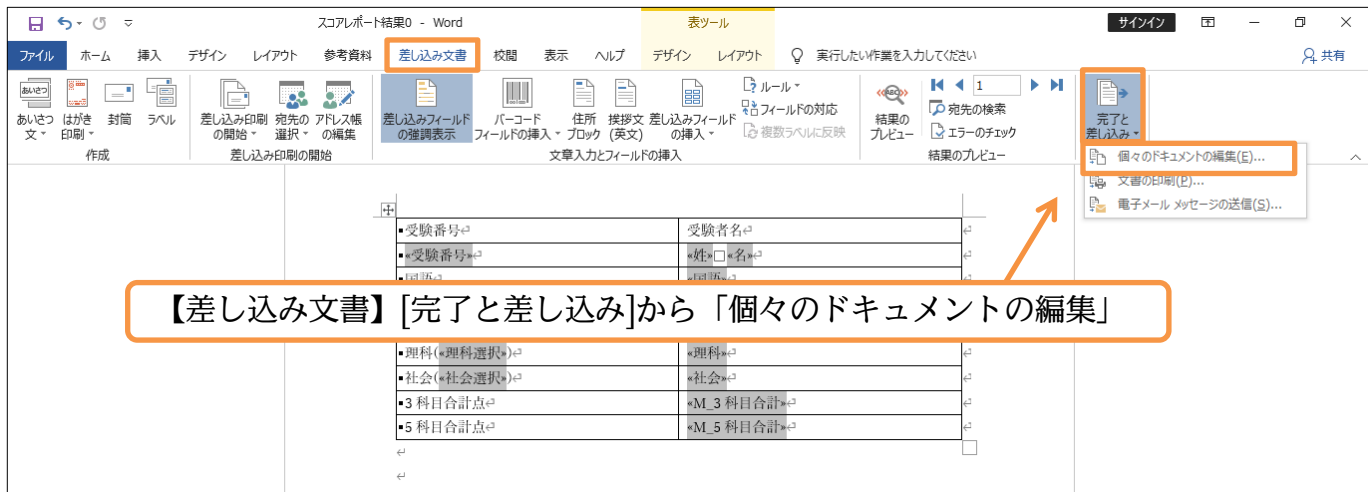 スコアレポート結果0 - Word
表ツール
サインイン
ファイル ホーム 挿入 デザイン レイアウト 参考資料 差し込み文書 校閲 表示 ヘルプ デザイン レイアウト 実行したい作業を入力してください 共有
あいさつ文
はがき印刷
封筒
ラベル
作成
差し込み印刷の開始
宛先の選択
アドレス帳の編集
差し込み印刷の開始
差し込みフィールドの強調表示
バーコードフィールドの挿入
住所ブロック
挨拶文(英文)
差し込みフィールドの挿入
ルール
フィールドの対応
複数ラベルに反映
文章入力とフィールドの挿入
«ABC»
結果のプレビュー
1
宛先の検索
エラーのチェック
結果のプレビュー
完了と差し込み
個々のドキュメントの編集(E)...
文書の印刷(P)...
電子メール メッセージの送信(S)...
受験番号 受験者名
«受験番号» «姓»□«名»
国語 «国語»
【差し込み文書】[完了と差し込み]から「個々のドキュメントの編集」
理科(«理科選択») «理科»
社会(«社会選択») «社会»
3 科目合計点 «M_3 科目合計»
5 科目合計点 «M_5 科目合計»